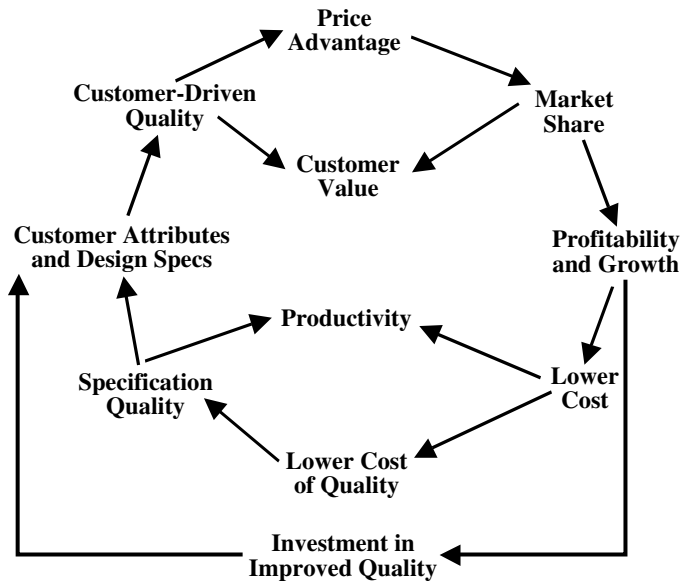 Price
Advantage
Customer-Driven
Quality
Market
Share
Customer
Value
Customer Attributes
and Design Specs
Profitability
and Growth
Productivity
Specification
Quality
Lower
Cost
Lower Cost
of Quality
Investment in
Improved Quality